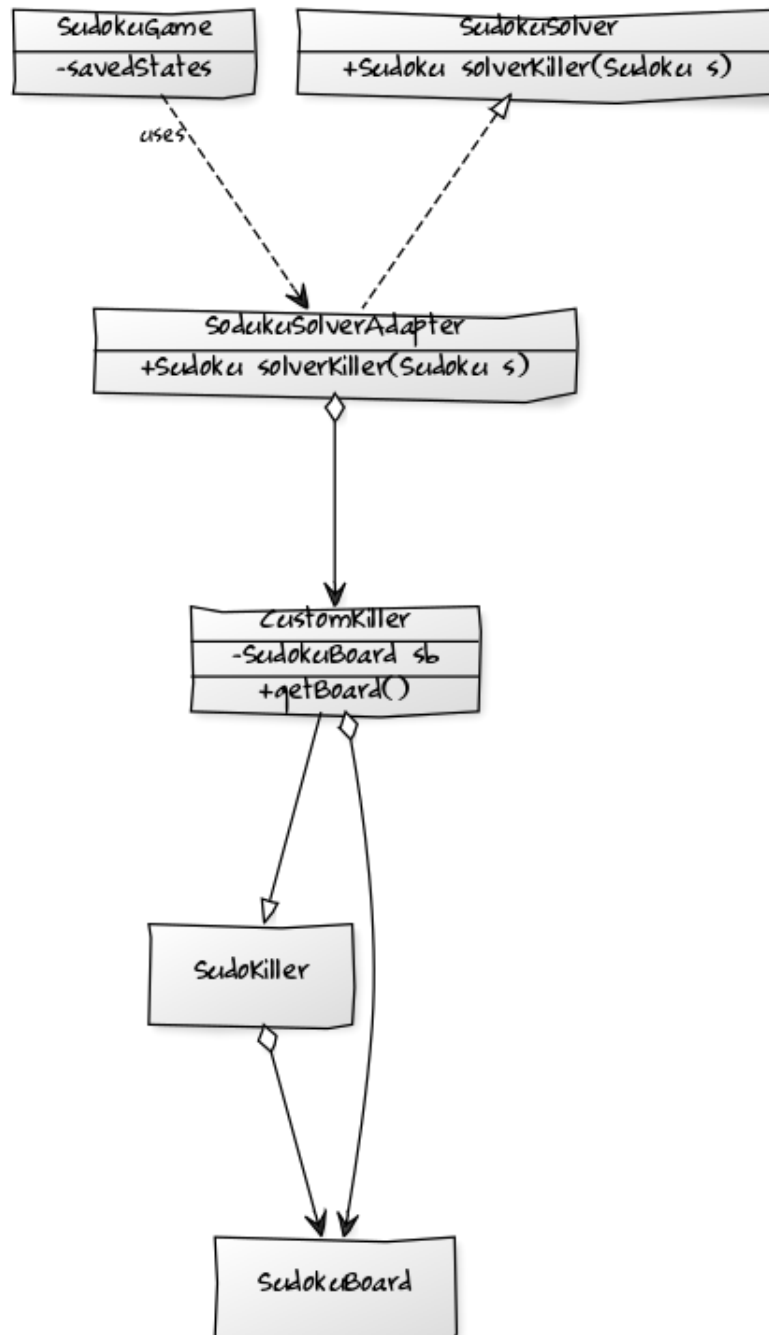 SudokuGame
-savedStates
SudokuSolver
+Sudoku solverKiller(Sudoku s)
uses
SodukuSolverAdapter
+Sudoku solverKiller(Sudoku s)
CustomKiller
-SudokuBoard sb
+getBoard()
SudoKiller
SudokuBoard